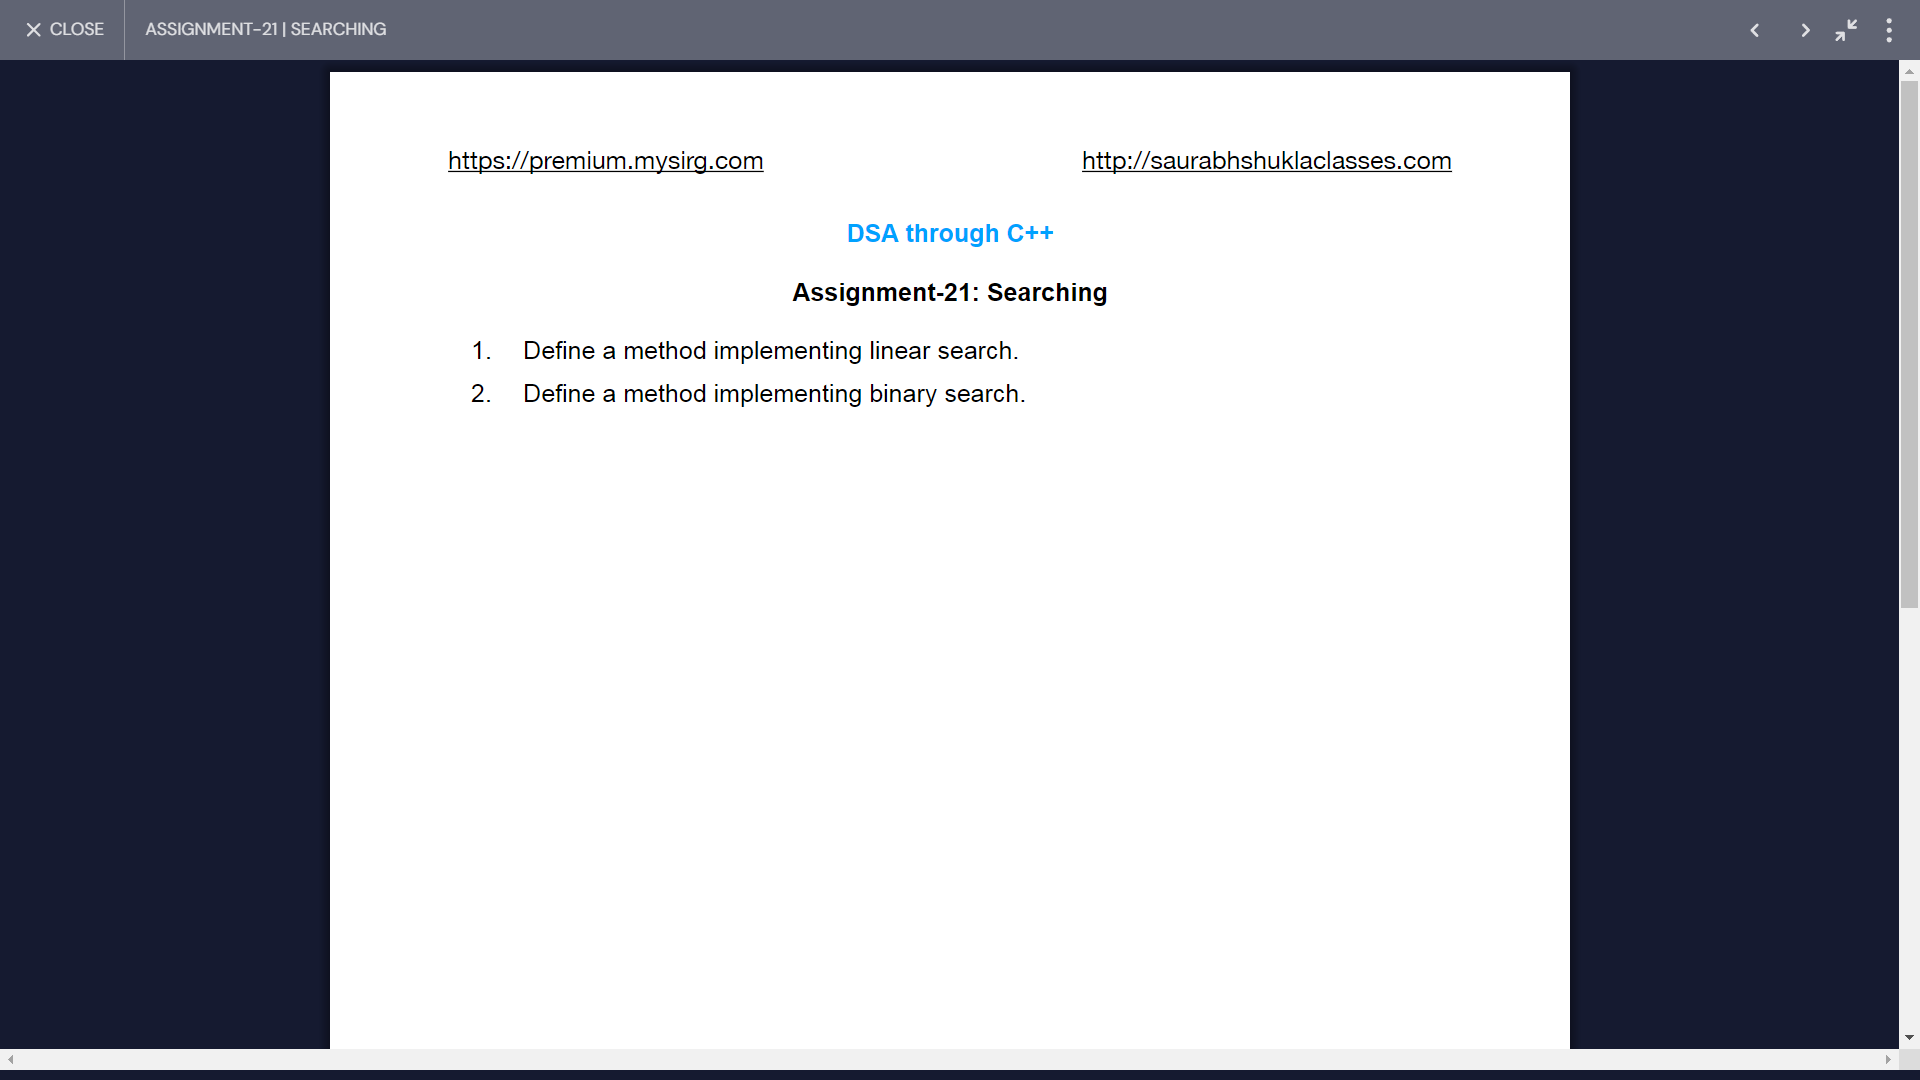 CLOSE
ASSIGNMENT-21 | SEARCHING
https://premium.mysirg.com
http://saurabhshuklaclasses.com
DSA through C++
Assignment-21: Searching
1. Define a method implementing linear search.
2. Define a method implementing binary search.